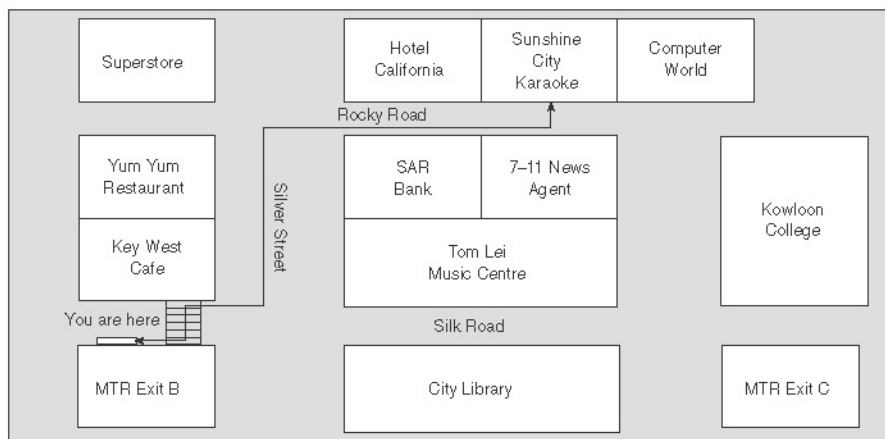 Superstore
Hotel
California
Sunshine
City
Karaoke
Computer
World
Rocky Road
Yum Yum
Restaurant
Silver Street
SAR
Bank
7–11 News
Agent
Kowloon
College
Key West
Cafe
Tom Lei
Music Centre
You are here
Silk Road
MTR Exit B
City Library
MTR Exit C